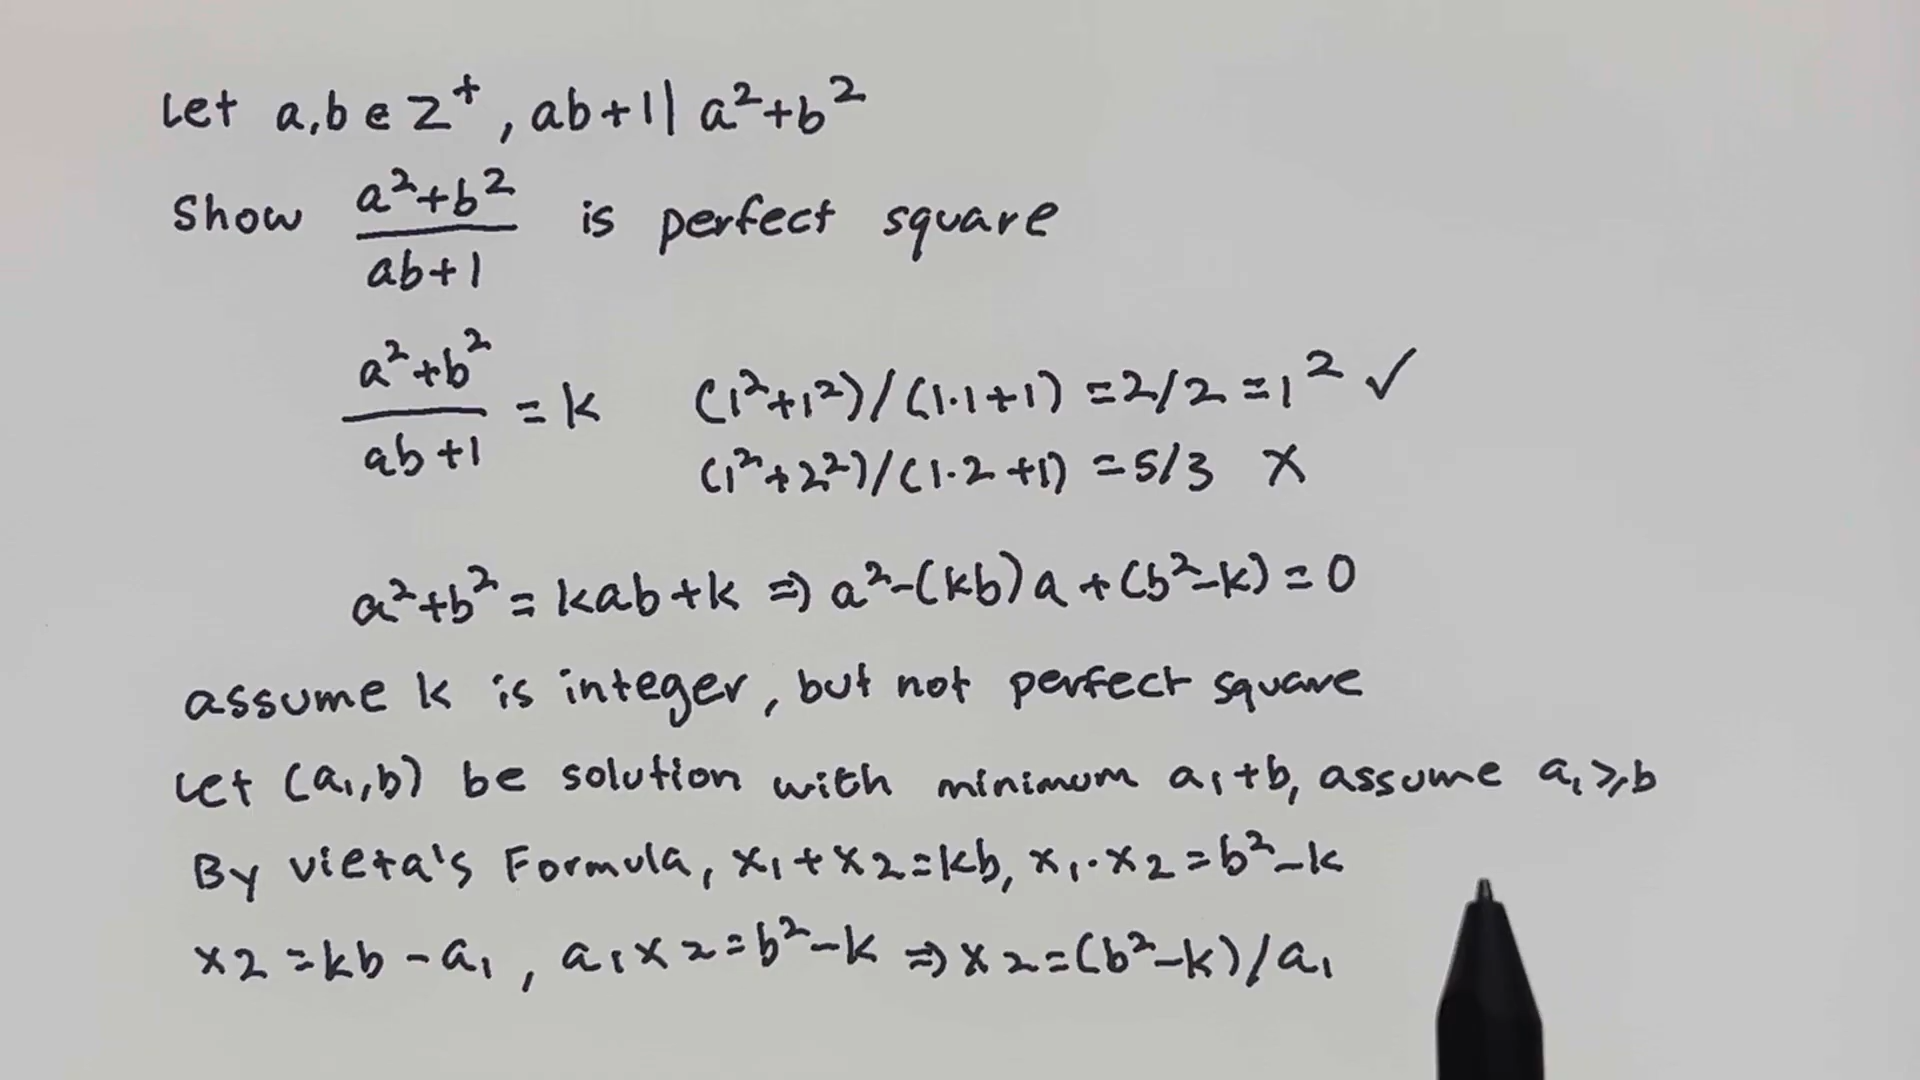 Let a,b ∈ Z⁺, ab+1| a²+b²
Show (a²+b²)/(ab+1) is perfect square
(a²+b²)/(ab+1) = k (1²+1²)/(1·1+1) = 2/2 = 1² ✓
(1²+2²)/(1·2+1) = 5/3 X
a²+b² = kab+k ⇒ a²-(kb)a+(b²-k) = 0
assume k is integer, but not perfect square
Let (a₁,b) be solution with minimum a₁+b, assume a₁≥b
By vieta's Formula, x₁+x2=kb, x₁·x2=b²-k
x2=kb-a₁, a₁x2=b²-k ⇒ x2=(b²-k)/a₁